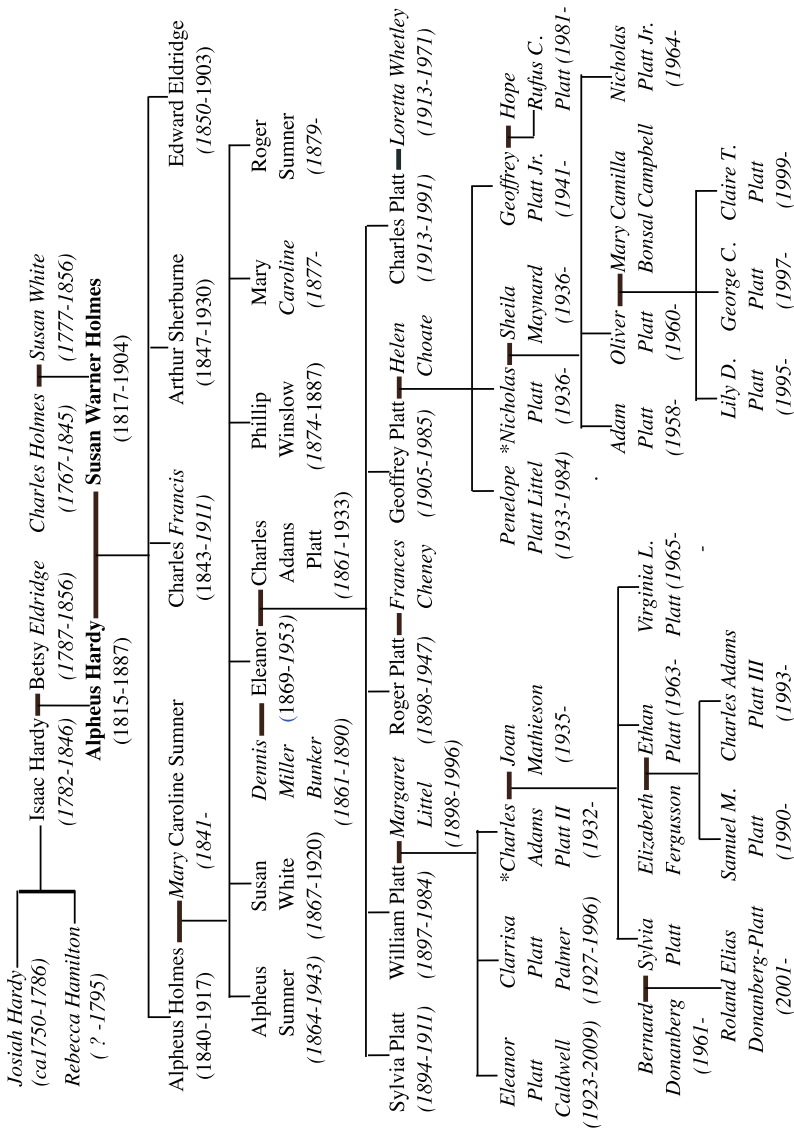 Josiah Hardy
(ca1750-1786)
Rebecca Hamilton
( ? -1795)
Isaac Hardy
(1782-1846)
Betsy Eldridge
(1787-1856)
Charles Holmes
(1767-1845)
Susan White
(1777-1856)
Alpheus Hardy
(1815-1887)
Susan Warner Holmes
(1817-1904)
Alpheus Holmes
(1840-1917)
Mary Caroline Sumner
(1841-
Charles Francis
(1843-1911)
Arthur Sherburne
(1847-1930)
Edward Eldridge
(1850-1903)
Alpheus
Sumner
(1864-1943)
Susan
White
(1867-1920)
Dennis
Miller
Bunker
(1861-1890)
Eleanor
(1869-1953)
Charles
Adams
Platt
(1861-1933)
Phillip
Winslow
(1874-1887)
Mary
Caroline
(1877-
Roger
Sumner
(1879-
Sylvia Platt
(1894-1911)
William Platt
(1897-1984)
Margaret
Littel
(1898-1996)
Roger Platt
(1898-1947)
Frances
Cheney
Geoffrey Platt
(1905-1985)
Helen
Choate
Charles Platt
(1913-1991)
Loretta Whetley
(1913-1971)
Eleanor
Platt
Caldwell
(1923-2009)
Clarrisa
Platt
Palmer
(1927-1996)
*Charles
Adams
Platt II
(1932-
Joan
Mathieson
(1935-
Penelope
Platt Littel
(1933-1984)
*Nicholas
Platt
(1936-
Sheila
Maynard
(1936-
Geoffrey
Platt Jr.
(1941-
Hope
Rufus C.
Platt (1981-
Bernard
Donanberg
(1961-
Sylvia
Platt
Elizabeth
Fergusson
Ethan
Platt (1963-
Virginia L.
Platt (1965-
-
Adam
Platt
(1958-
Oliver
Platt
(1960-
Mary Camilla
Bonsal Campbell
Nicholas
Platt Jr.
(1964-
Roland Elias
Donanberg-Platt
(2001-
Samuel M.
Platt
(1990-
Charles Adams
Platt III
(1993-
Lily D.
Platt
(1995-
George C.
Platt
(1997-
Claire T.
Platt
(1999-